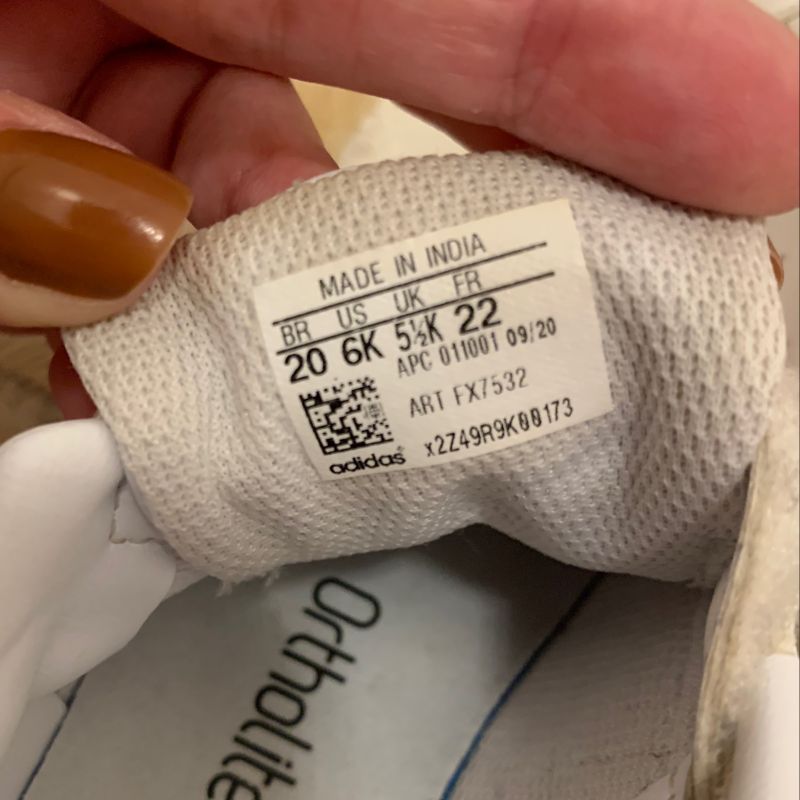 MADE IN INDIA
BR US UK FR
20 6K 5½K 22
APC 011001 09/20
ART FX7532
x2Z49R9K00173
adidas®
Ortholite